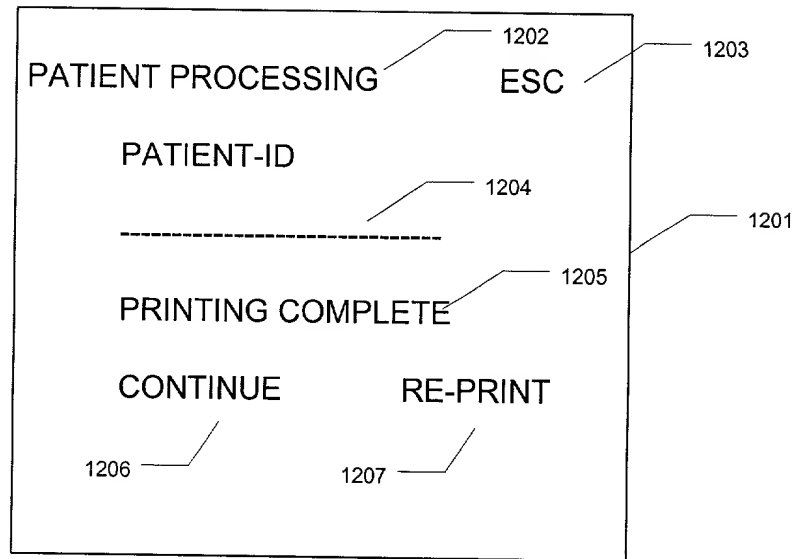 1202
PATIENT PROCESSING ESC 1203
PATIENT-ID
1204
---------------------------------
1201
1205
PRINTING COMPLETE
CONTINUE RE-PRINT
1206 1207